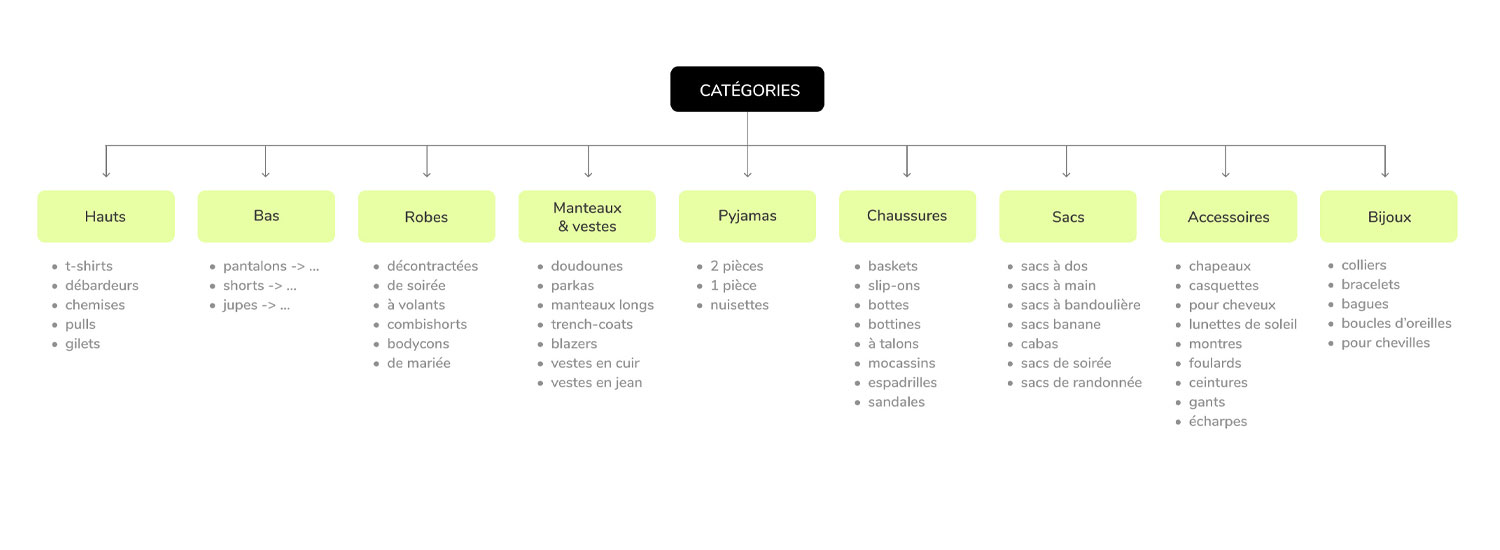 CATÉGORIES
Hauts
• t-shirts
• débardeurs
• chemises
• pulls
• gilets
Bas
• pantalons -> ...
• shorts -> ...
• jupes -> ...
Robes
• décontractées
• de soirée
• à volants
• combishorts
• bodycons
• de mariée
Manteaux
& vestes
• doudounes
• parkas
• manteaux longs
• trench-coats
• blazers
• vestes en cuir
• vestes en jean
Pyjamas
• 2 pièces
• 1 pièce
• nuisettes
Chaussures
• baskets
• slip-ons
• bottes
• bottines
• à talons
• mocassins
• espadrilles
• sandales
Sacs
• sacs à dos
• sacs à main
• sacs à bandoulière
• sacs banane
• cabas
• sacs de soirée
• sacs de randonnée
Accessoires
• chapeaux
• casquettes
• pour cheveux
• lunettes de soleil
• montres
• foulards
• ceintures
• gants
• écharpes
Bijoux
• colliers
• bracelets
• bagues
• boucles d'oreilles
• pour chevilles